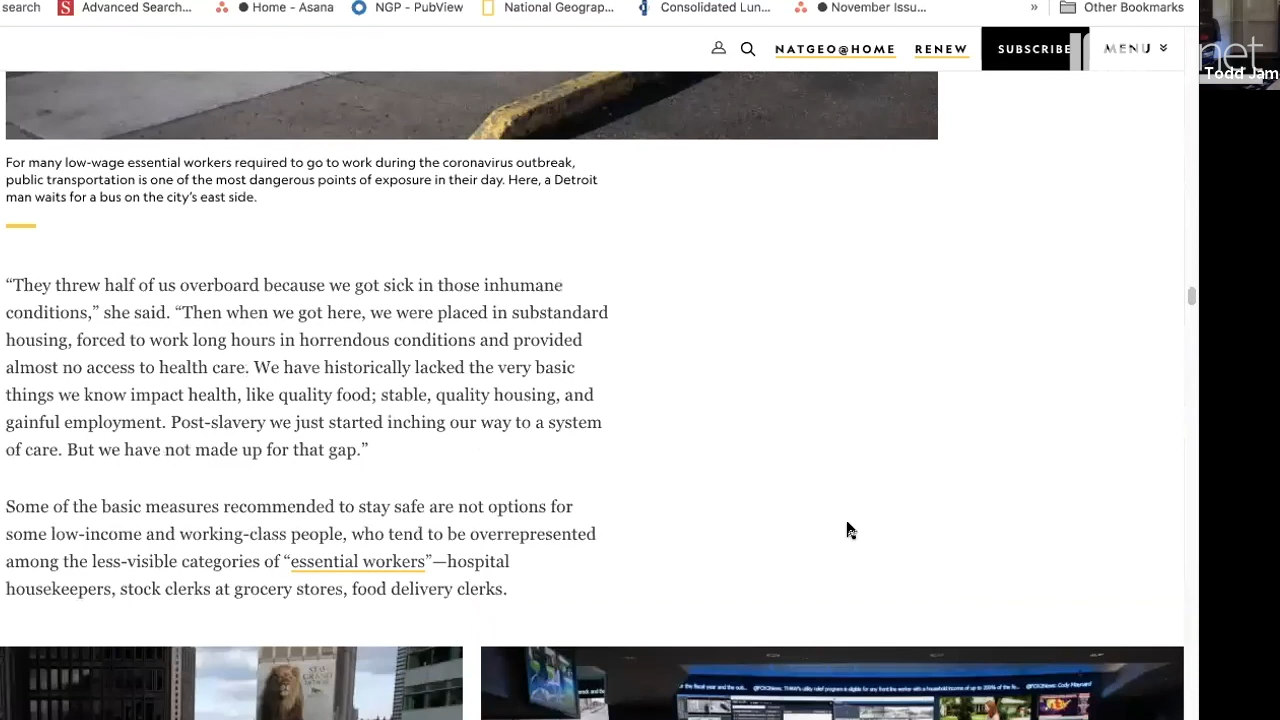 search Advanced Search... Home - Asana NGP - PubView National Geograp... Consolidated Lun... November Issu... » Other Bookmarks
NATGEO@HOME RENEW SUBSCRIBE MENU net
Todd Jam
For many low-wage essential workers required to go to work during the coronavirus outbreak,
public transportation is one of the most dangerous points of exposure in their day. Here, a Detroit
man waits for a bus on the city's east side.
“They threw half of us overboard because we got sick in those inhumane
conditions,” she said. “Then when we got here, we were placed in substandard
housing, forced to work long hours in horrendous conditions and provided
almost no access to health care. We have historically lacked the very basic
things we know impact health, like quality food; stable, quality housing, and
gainful employment. Post-slavery we just started inching our way to a system
of care. But we have not made up for that gap.”
Some of the basic measures recommended to stay safe are not options for
some low-income and working-class people, who tend to be overrepresented
among the less-visible categories of “essential workers”—hospital
housekeepers, stock clerks at grocery stores, food delivery clerks.